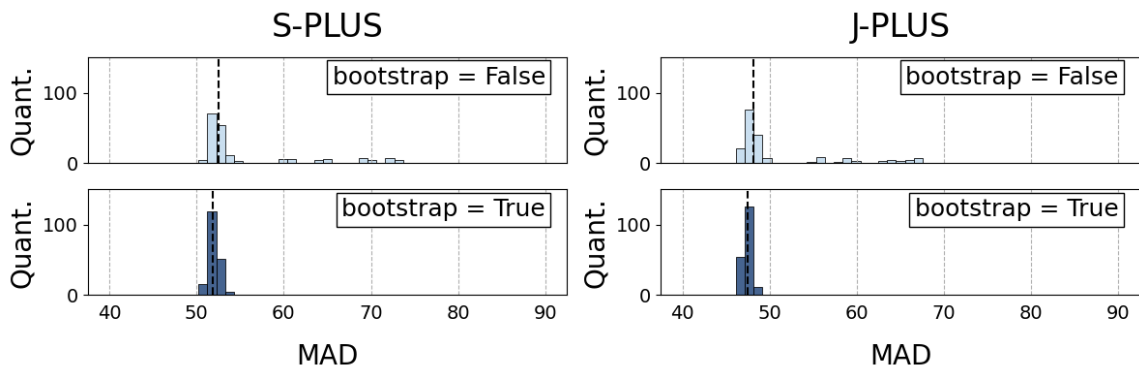 S-PLUS
J-PLUS
Quant.
100
0
bootstrap = False
Quant.
100
0
bootstrap = False
Quant.
100
0
bootstrap = True
40 50 60 70 80 90
MAD
Quant.
100
0
bootstrap = True
40 50 60 70 80 90
MAD